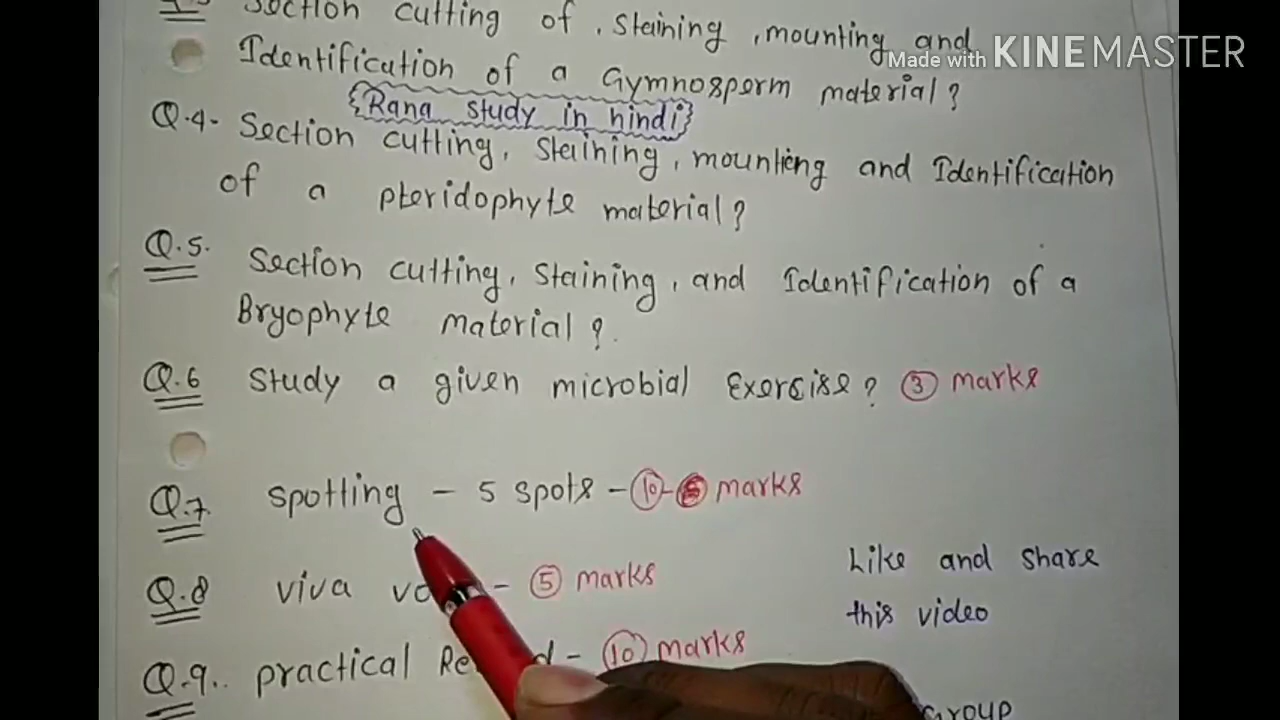 Section cutting of, Staining, mounting and
Identification of a Gymnosperm material?
Made with KINEMASTER
{Rana study in hindi}
Q.4- Section cutting, Staining, mounting and Identification
of a pteridophyte material?
Q.5. Section cutting, Staining, and Identification of a
Bryophyte material?
Q.6 Study a given microbial Exercise? ③ marks
Q.7 Spotting - 5 spots - ⑩- marks
Q.8 viva - ⑤ marks
Like and share
this video
Q.9.. practical - ⑩ marks
group